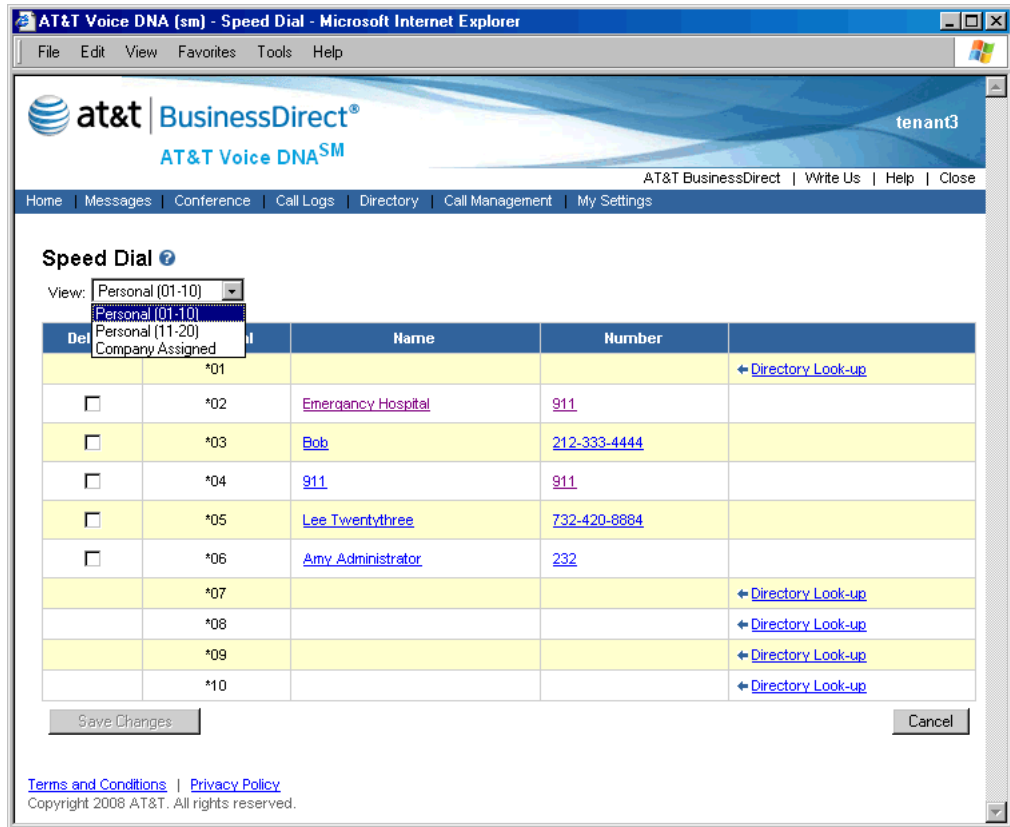 AT&T Voice DNA (sm) - Speed Dial - Microsoft Internet Explorer
File Edit View Favorites Tools Help
at&t BusinessDirect®
tenant3
AT&T Voice DNA SM
AT&T BusinessDirect | Write Us | Help | Close
Home | Messages | Conference | Call Logs | Directory | Call Management | My Settings
Speed Dial ?
View: Personal (01-10)
Personal (01-10)
Personal (11-20)
Company Assigned
Name Number
*01 Directory Look-up
*02 Emergancy Hospital 911
*03 Bob 212-333-4444
*04 911 911
*05 Lee Twentythree 732-420-8884
*06 Amy Administrator 232
*07 Directory Look-up
*08 Directory Look-up
*09 Directory Look-up
*10 Directory Look-up
Save Changes Cancel
Terms and Conditions | Privacy Policy
Copyright 2008 AT&T. All rights reserved.